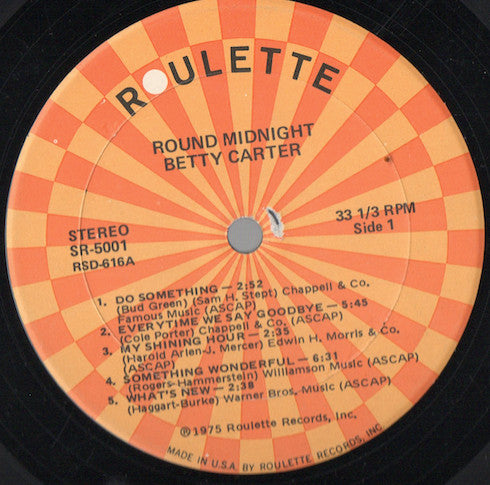 ROULETTE
ROUND MIDNIGHT
BETTY CARTER
STEREO
SR-5001
RSD-616A
33 1/3 RPM
Side 1
1. DO SOMETHING — 2:52
(Bud Green) (Sam H. Stept) Chappell & Co.
Famous Music (ASCAP)
2. EVERYTIME WE SAY GOODBYE — 5:45
(Cole Porter) Chappell & Co. (ASCAP)
3. MY SHINING HOUR — 2:35
(Harold Arlen-J. Mercer) Edwin H. Morris & Co.
(ASCAP)
4. SOMETHING WONDERFUL — 6:31
(Rogers-Hammerstein) Williamson Music (ASCAP)
5. WHAT'S NEW — 2:38
(Haggart-Burke) Warner Bros. Music (ASCAP)
℗1975 Roulette Records, Inc.
MADE IN U.S.A. BY ROULETTE RECORDS, INC.